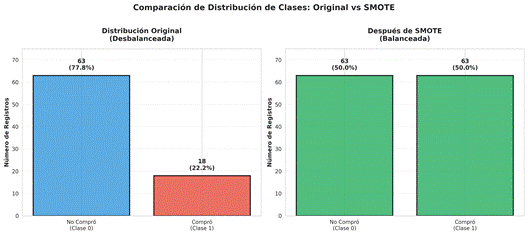 Comparación de Distribución de Clases: Original vs SMOTE
Distribución Original
(Desbalanceada)
Número de Registros
70
60
50
40
30
20
10
0
63
(77.8%)
18
(22.2%)
No Compró
(Clase 0)
Compró
(Clase 1)
Después de SMOTE
(Balanceada)
Número de Registros
70
60
50
40
30
20
10
0
63
(50.0%)
63
(50.0%)
No Compró
(Clase 0)
Compró
(Clase 1)